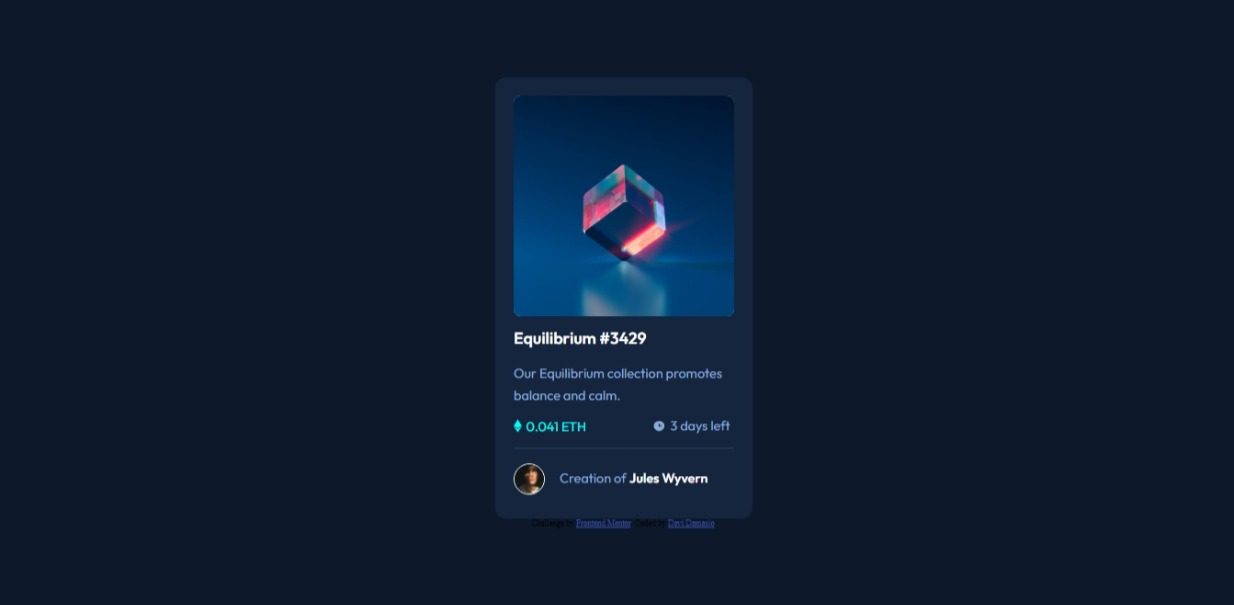 Equilibrium #3429
Our Equilibrium collection promotes
balance and calm.
0.041 ETH
3 days left
Creation of Jules Wyvern
Challenge by Frontend Mentor. Coded by Davi Damasio